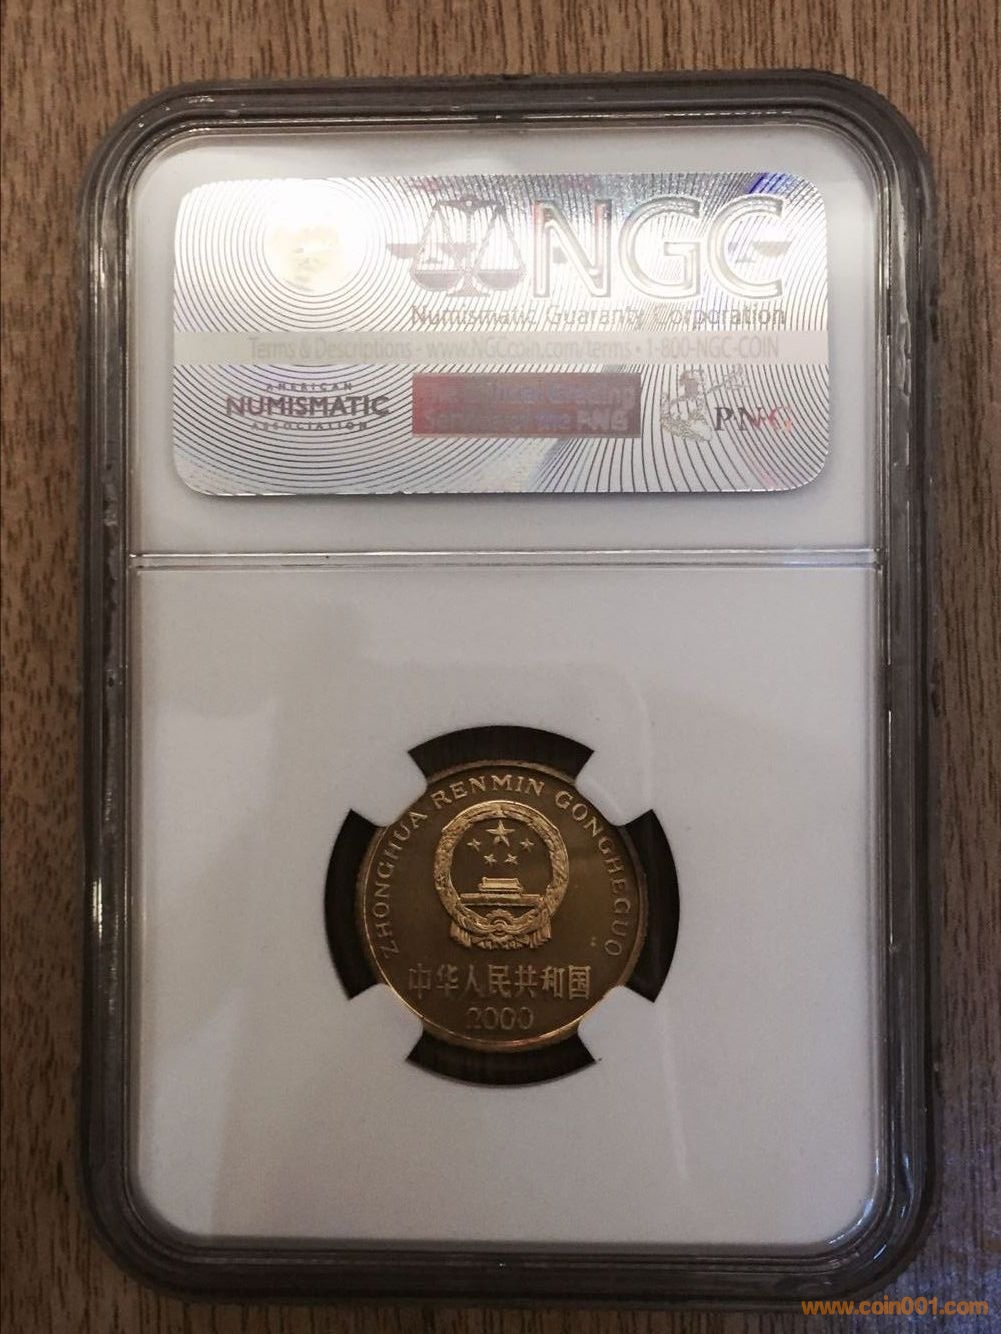 NGC
Numismatic Guaranty Corporation
Terms & Descriptions - www.NGCcoin.com/terms • 1-800-NGC-COIN
AMERICAN
NUMISMATIC
ASSOCIATION
PNG
PNG
ZHONGHUA RENMIN GONGHEGUO
中华人民共和国
2000
www.coin001.com